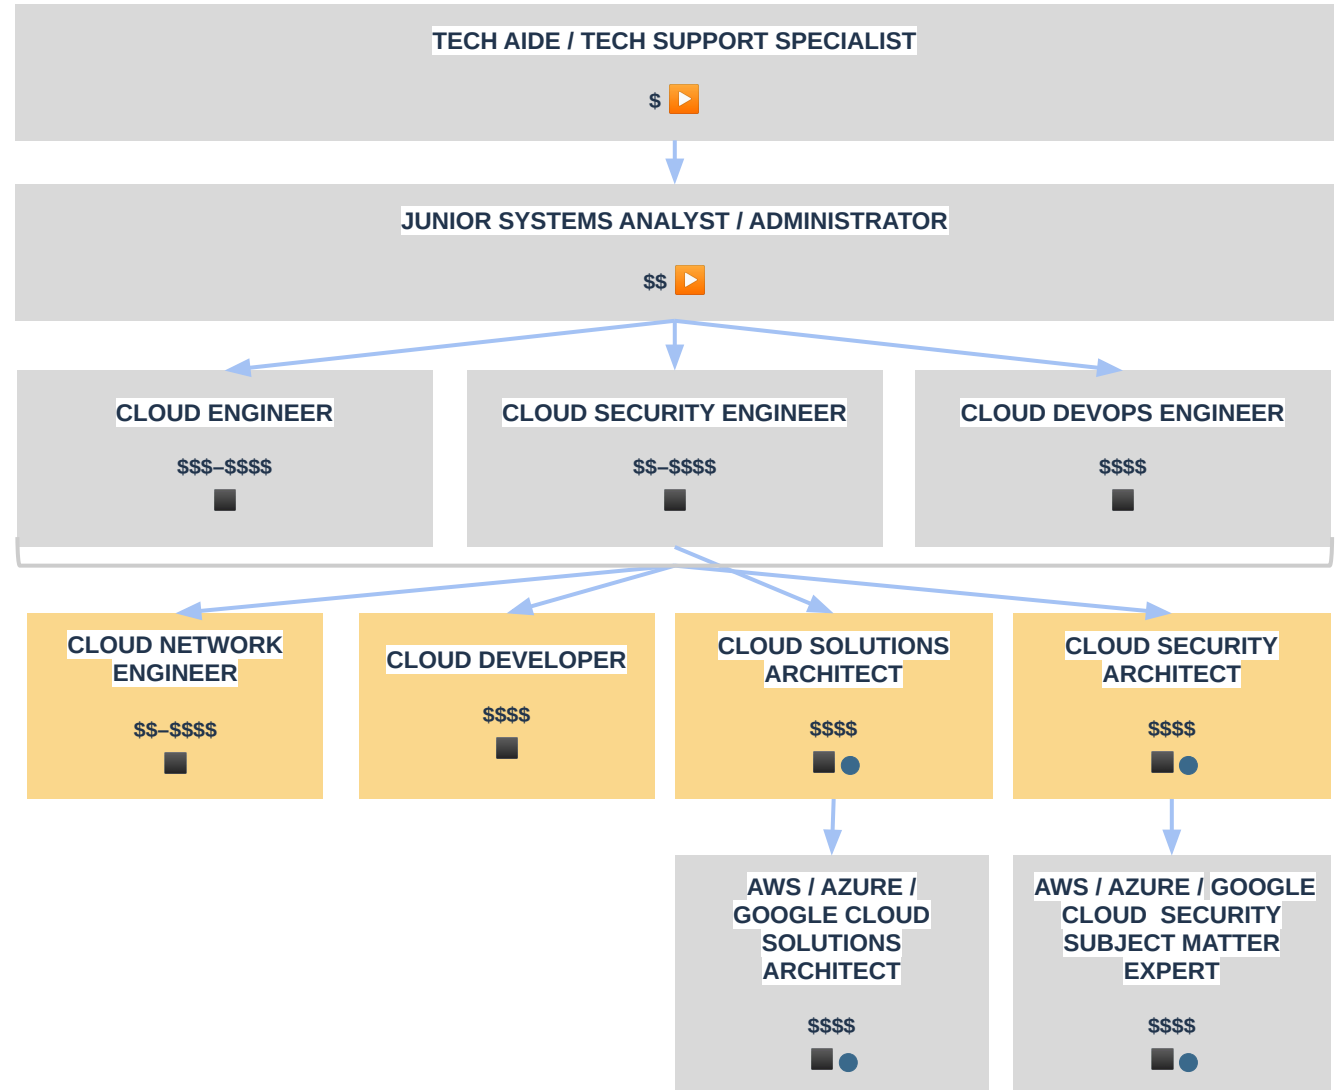 TECH AIDE / TECH SUPPORT SPECIALIST
$
JUNIOR SYSTEMS ANALYST / ADMINISTRATOR
$$
CLOUD ENGINEER
$$$–$$$$
CLOUD SECURITY ENGINEER
$$–$$$$
CLOUD DEVOPS ENGINEER
$$$$
CLOUD NETWORK
ENGINEER
$$–$$$$
CLOUD DEVELOPER
$$$$
CLOUD SOLUTIONS
ARCHITECT
$$$$
CLOUD SECURITY
ARCHITECT
$$$$
AWS / AZURE /
GOOGLE CLOUD
SOLUTIONS
ARCHITECT
$$$$
AWS / AZURE / GOOGLE
CLOUD  SECURITY
SUBJECT MATTER
EXPERT
$$$$